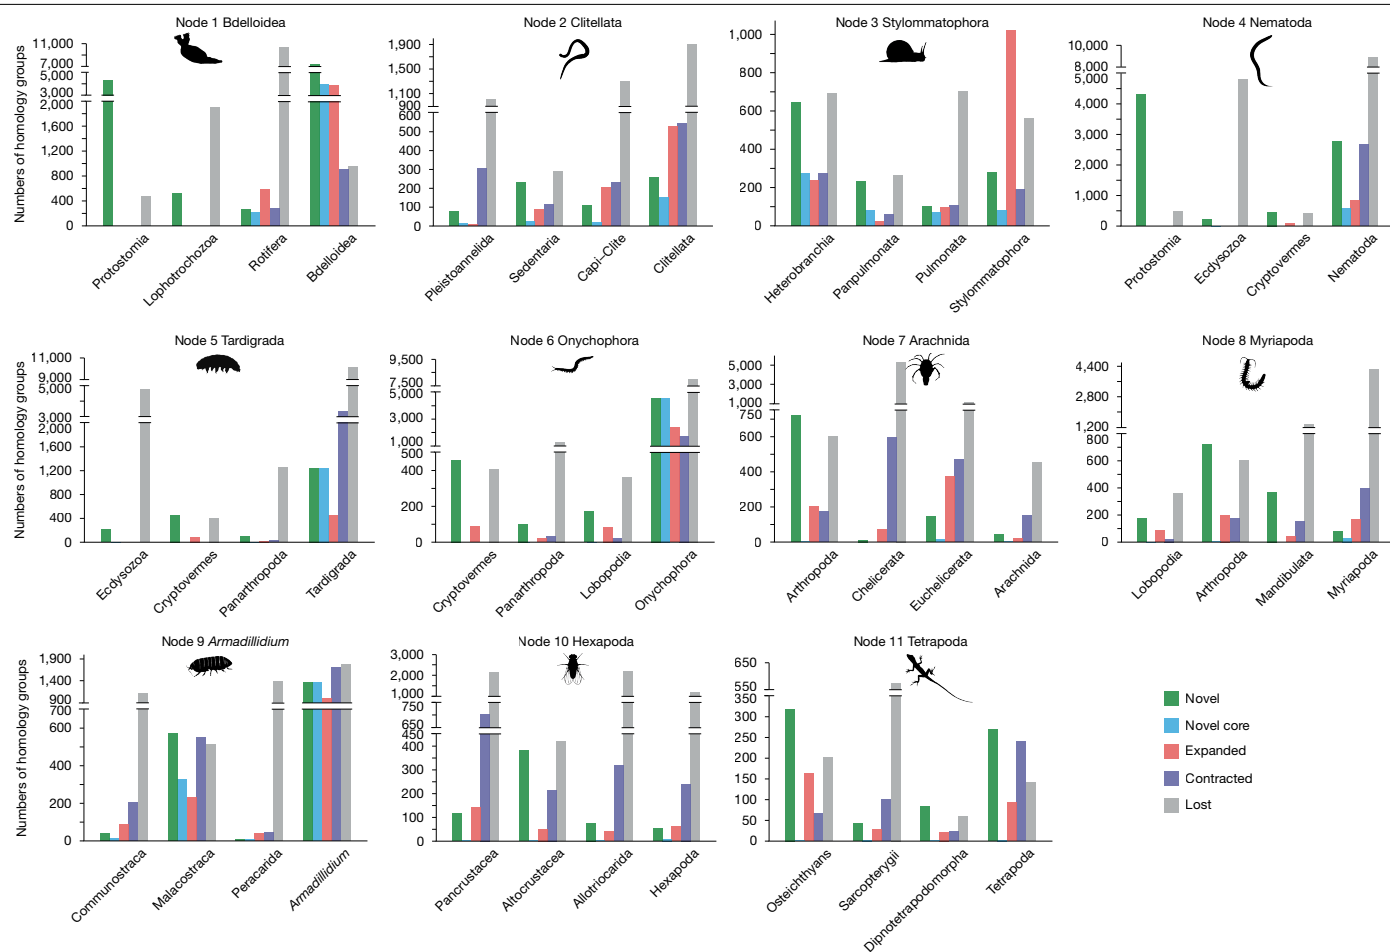 Node 1 Bdelloidea
Numbers of homology groups
11,000
9,000
7,000
5,000
3,000
2,000
1,600
1,200
800
400
0
Protostomia
Lophotrochozoa
Rotifera
Bdelloidea
Node 2 Clitellata
1,900
1,500
1,100
900
600
400
300
200
100
0
Pleistoannelida
Sedentaria
Capi–Clite
Clitellata
Node 3 Stylommatophora
1,000
800
600
400
200
0
Heterobranchia
Panpulmonata
Pulmonata
Stylommatophora
Node 4 Nematoda
10,000
8,000
5,000
4,000
3,000
2,000
1,000
0
Protostomia
Ecdysozoa
Cryptovermes
Nematoda
Node 5 Tardigrada
11,000
9,000
5,000
3,000
2,000
1,600
1,200
800
400
0
Ecdysozoa
Cryptovermes
Panarthropoda
Tardigrada
Node 6 Onychophora
9,500
7,500
5,000
3,000
1,000
500
400
200
0
Cryptovermes
Panarthropoda
Lobopodia
Onychophora
Node 7 Arachnida
5,000
3,000
1,000
750
600
400
200
0
Arthropoda
Chelicerata
Euchelicerata
Arachnida
Node 8 Myriapoda
4,400
2,800
1,200
800
600
400
200
0
Lobopodia
Arthropoda
Mandibulata
Myriapoda
Node 9 Armadillidium
Numbers of homology groups
1,900
1,400
900
700
600
400
200
0
Communostraca
Malacostraca
Peracarida
Armadillidium
Node 10 Hexapoda
3,000
2,000
1,000
750
650
450
300
200
100
0
Pancrustacea
Altocrustacea
Allotriocarida
Hexapoda
Node 11 Tetrapoda
650
550
350
300
200
150
100
50
0
Osteichthyans
Sarcopterygii
Dipnotetrapodomorpha
Tetrapoda
Novel
Novel core
Expanded
Contracted
Lost